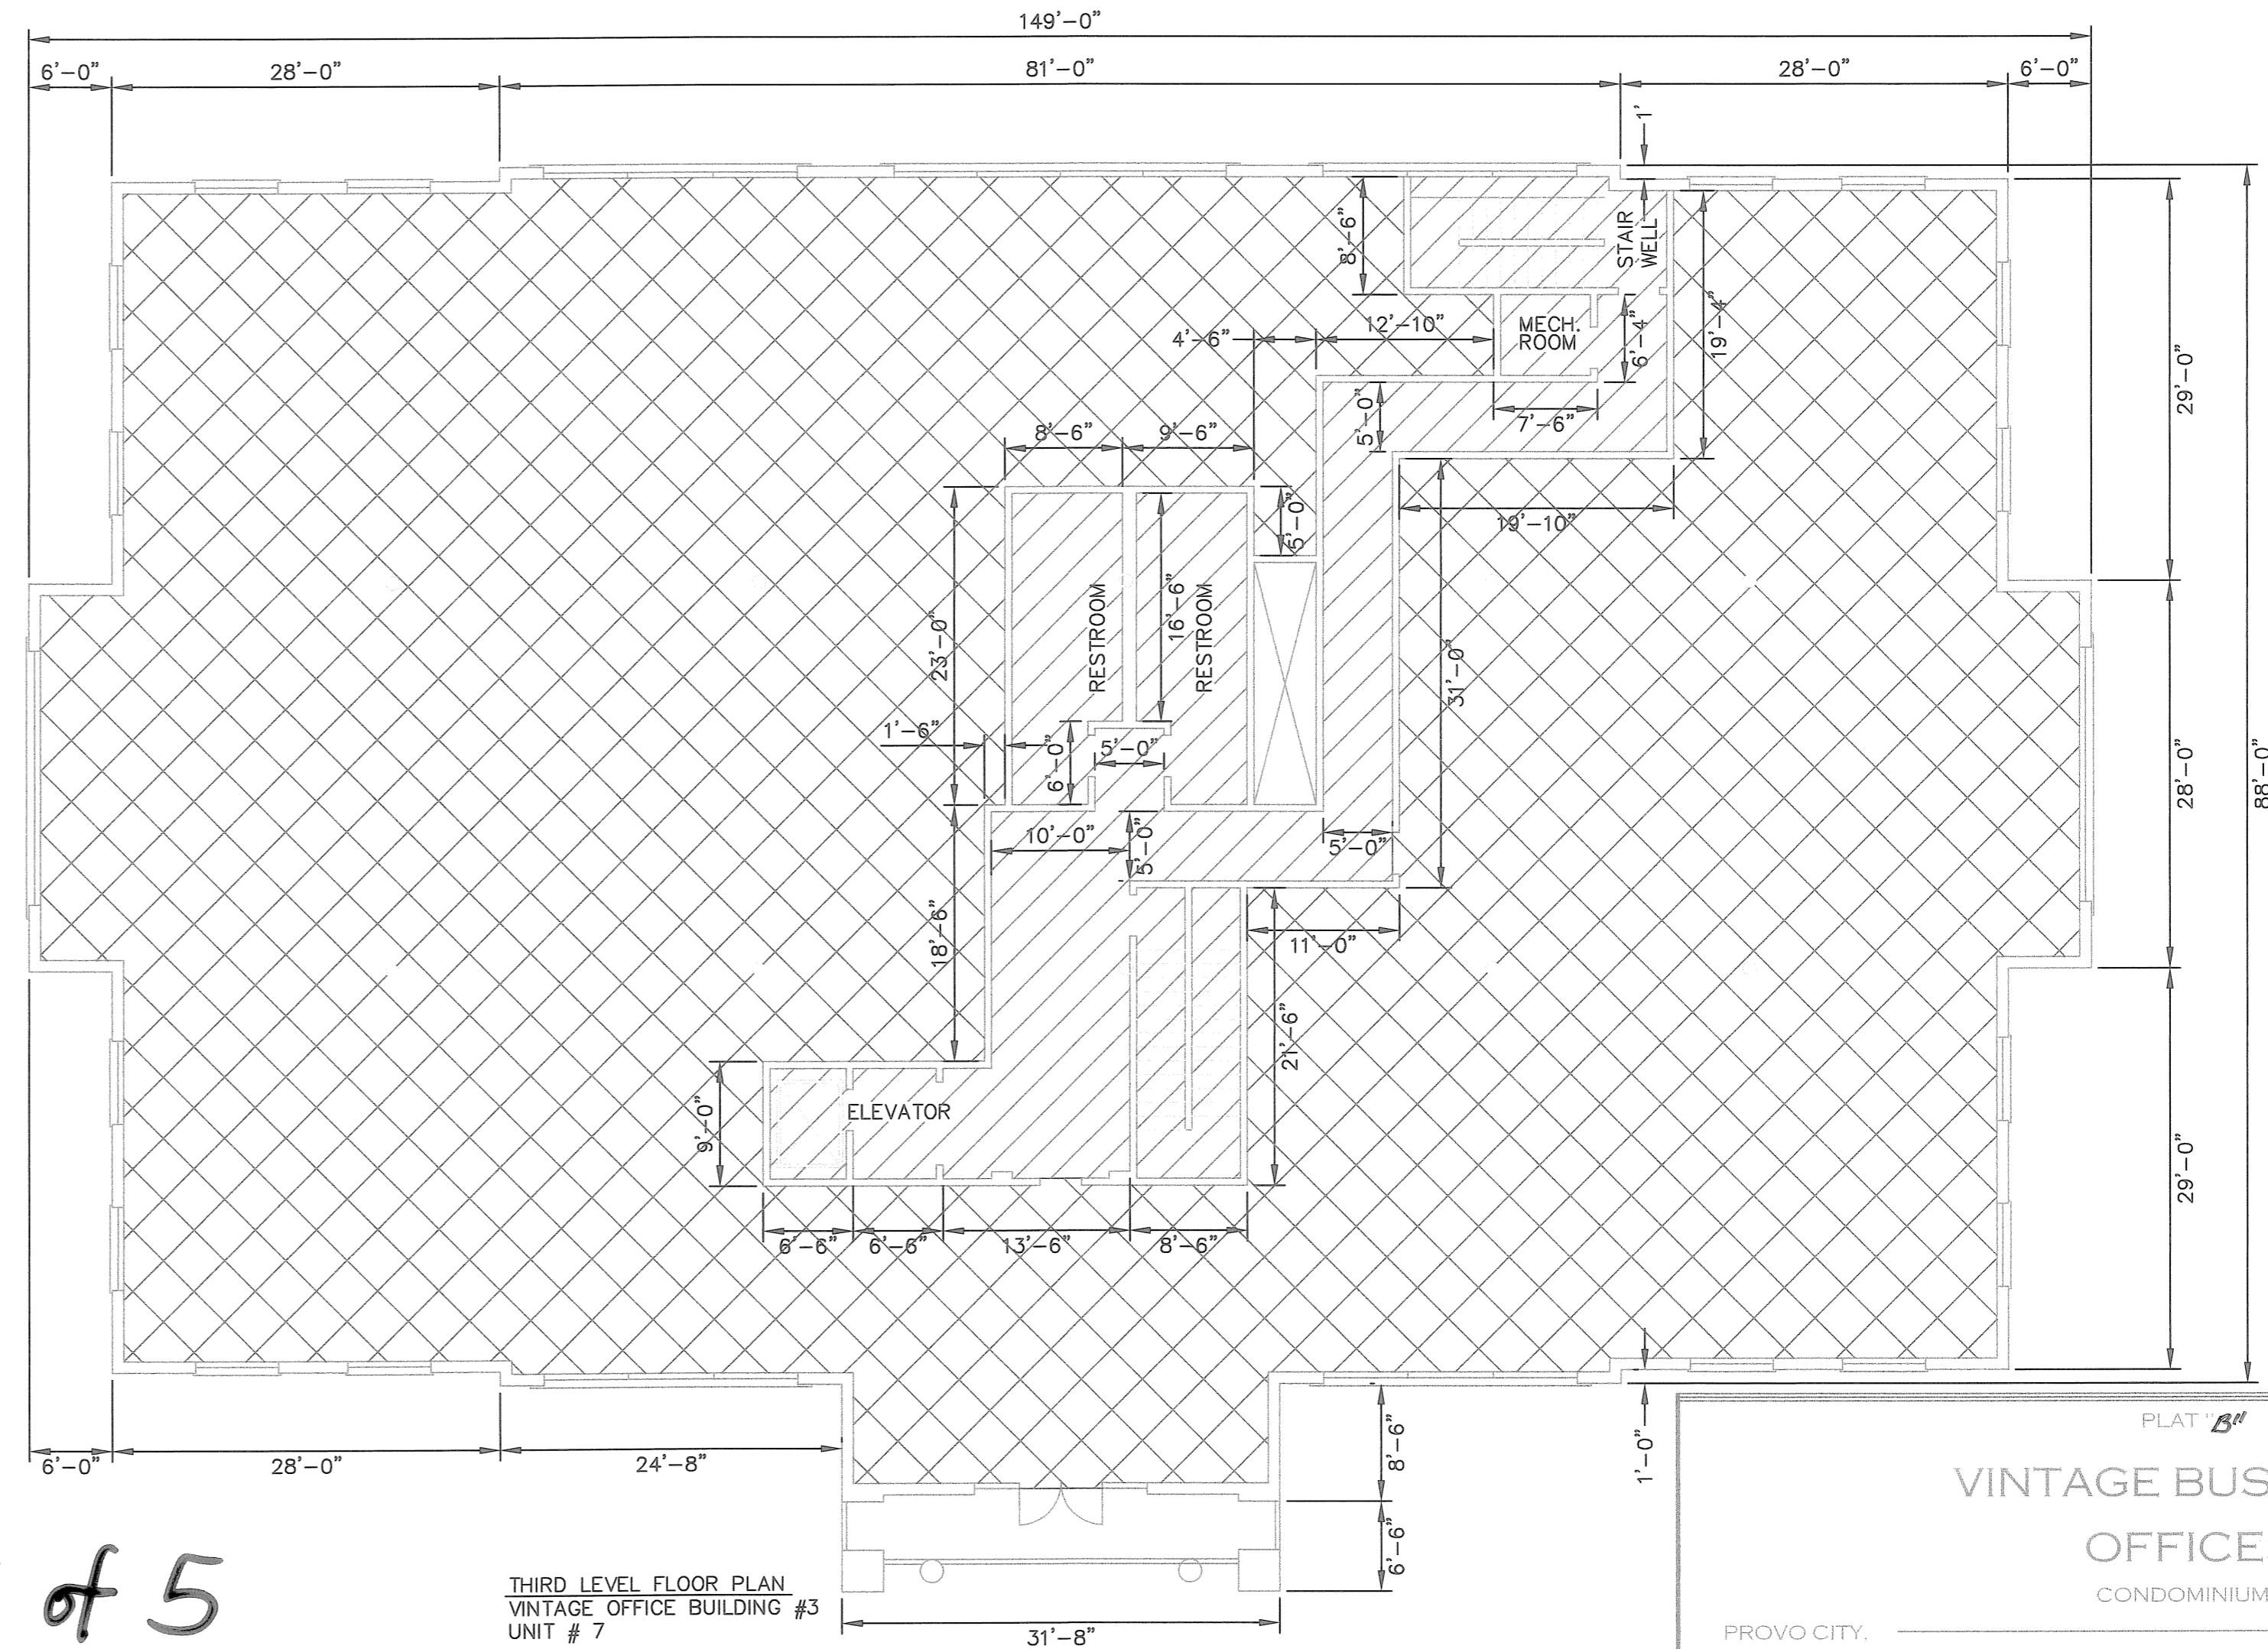 149'-0"
6'-0" 28'-0" 81'-0" 28'-0" 6'-0"
1'
8'-6"
STAIR
WELL
4'-6" 12'-10"
MECH.
ROOM
6'-4"
19'-4"
29'-0"
5'-0"
7'-6"
8'-6" 9'-6"
5'-0"
19'-10"
23'-0"
RESTROOM
16'-6"
RESTROOM
31'-0"
1'-6"
6'-0"
5'-0"
28'-0"
88'-0"
10'-0"
5'-0"
5'-0"
18'-6"
11'-0"
21'-6"
9'-0"
ELEVATOR
29'-0"
6'-6" 6'-6" 13'-6" 8'-6"
6'-0" 28'-0" 24'-8"
8'-6"
1'-0"
6'-6"
31'-8"
of 5
THIRD LEVEL FLOOR PLAN
VINTAGE OFFICE BUILDING #3
UNIT # 7
PLAT "B"
VINTAGE BUS
OFFICE
CONDOMINIUM
PROVO CITY,